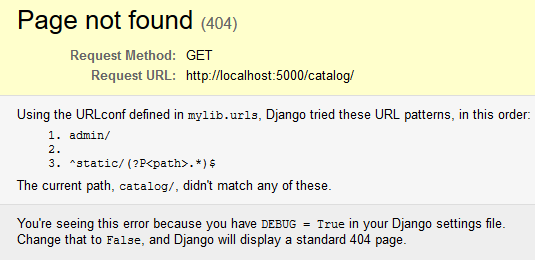 Page not found (404)
Request Method: GET
Request URL: http://localhost:5000/catalog/
Using the URLconf defined in mylib.urls, Django tried these URL patterns, in this order:
1. admin/
2.
3. ^static/(?P<path>.*)$
The current path, catalog/, didn't match any of these.
You're seeing this error because you have DEBUG = True in your Django settings file.
Change that to False, and Django will display a standard 404 page.